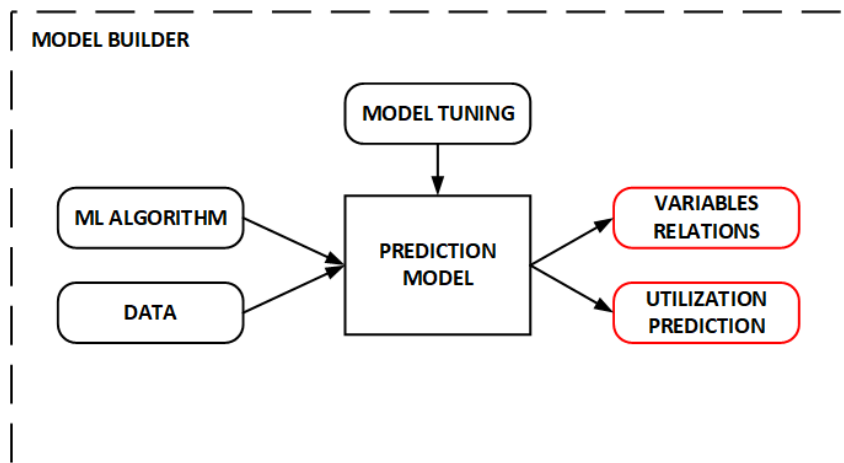 MODEL BUILDER
MODEL TUNING
ML ALGORITHM
DATA
PREDICTION
MODEL
VARIABLES
RELATIONS
UTILIZATION
PREDICTION